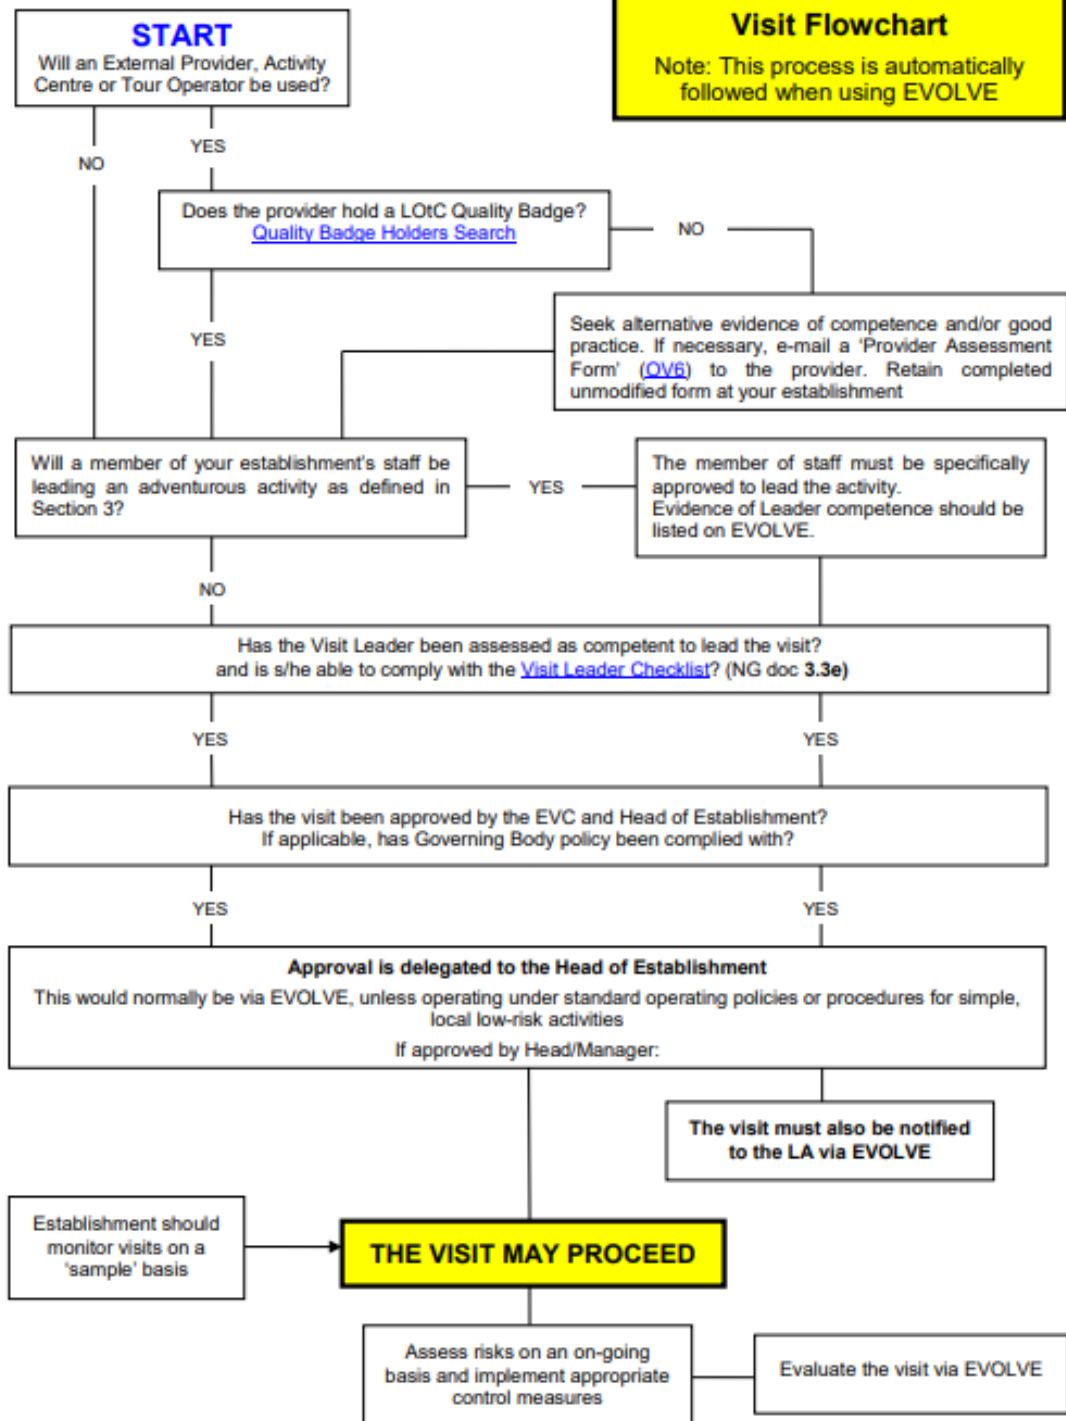 START
Will an External Provider, Activity
Centre or Tour Operator be used?
Visit Flowchart
Note: This process is automatically
followed when using EVOLVE
NO
YES
Does the provider hold a LOtC Quality Badge?
Quality Badge Holders Search
NO
YES
Seek alternative evidence of competence and/or good
practice. If necessary, e-mail a ‘Provider Assessment
Form’ (OV6) to the provider. Retain completed
unmodified form at your establishment
Will a member of your establishment's staff be
leading an adventurous activity as defined in
Section 3?
YES
The member of staff must be specifically
approved to lead the activity.
Evidence of Leader competence should be
listed on EVOLVE.
NO
Has the Visit Leader been assessed as competent to lead the visit?
and is s/he able to comply with the Visit Leader Checklist? (NG doc 3.3e)
YES
YES
Has the visit been approved by the EVC and Head of Establishment?
If applicable, has Governing Body policy been complied with?
YES
YES
Approval is delegated to the Head of Establishment
This would normally be via EVOLVE, unless operating under standard operating policies or procedures for simple,
local low-risk activities
If approved by Head/Manager:
The visit must also be notified
to the LA via EVOLVE
Establishment should
monitor visits on a
‘sample’ basis
THE VISIT MAY PROCEED
Assess risks on an on-going
basis and implement appropriate
control measures
Evaluate the visit via EVOLVE